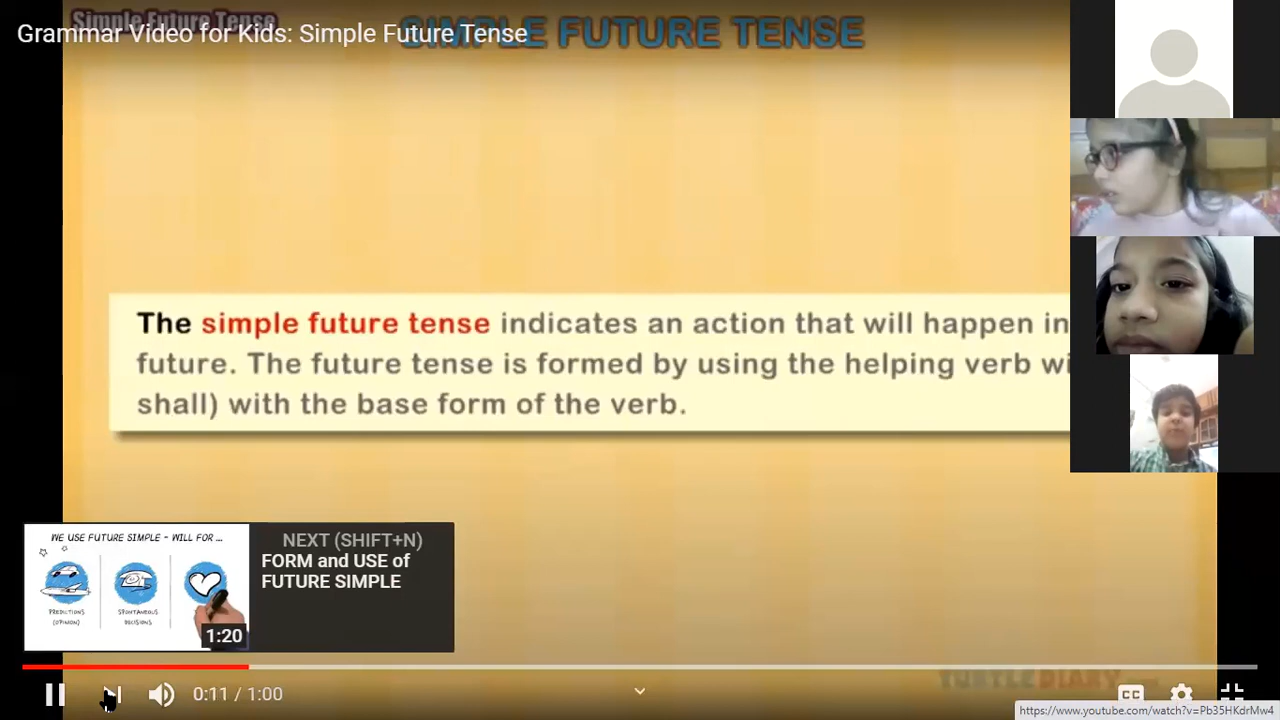 Simple Future Tense
SIMPLE FUTURE TENSE
Grammar Video for Kids: Simple Future Tense
The simple future tense indicates an action that will happen in
future. The future tense is formed by using the helping verb
shall) with the base form of the verb.
WE USE FUTURE SIMPLE - WILL FOR ...
PREDICTIONS
(OPINION)
SPONTANEOUS
DECISIONS
1:20
NEXT (SHIFT+N)
FORM and USE of
FUTURE SIMPLE
TURTLE DIARY
0:11 / 1:00
CC
https://www.youtube.com/watch?v=Pb35HKdrMw4